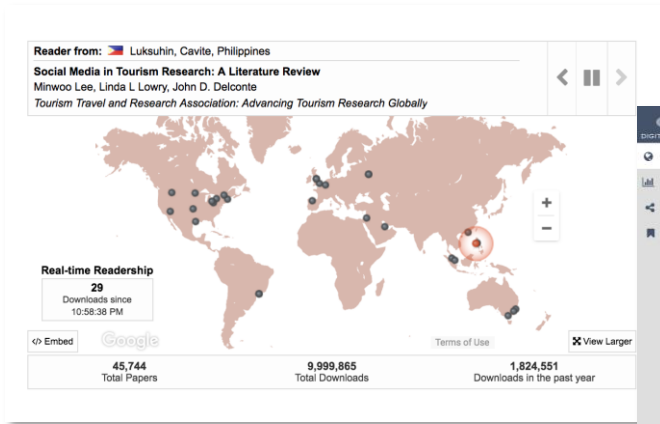 Reader from: Luksuhin, Cavite, Philippines
Social Media in Tourism Research: A Literature Review
Minwoo Lee, Linda L Lowry, John D. Delconte
Tourism Travel and Research Association: Advancing Tourism Research Globally
DIGIT
+
−
Real-time Readership
29
Downloads since
10:58:38 PM
</> Embed
Google
Terms of Use
View Larger
45,744
Total Papers
9,999,865
Total Downloads
1,824,551
Downloads in the past year